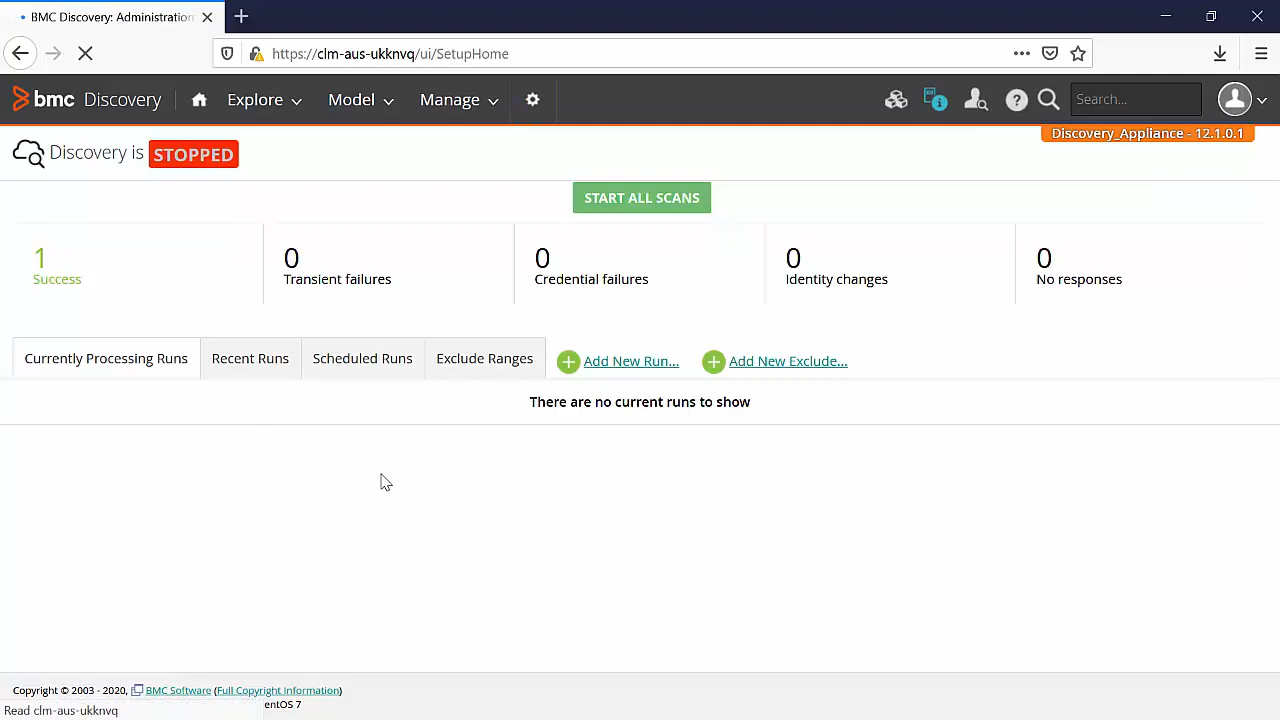 BMC Discovery: Administration
https://clm-aus-ukknvq/ui/SetupHome
bmc Discovery
Explore
Model
Manage
Search...
Discovery_Appliance - 12.1.0.1
Discovery is STOPPED
START ALL SCANS
1
Success
0
Transient failures
0
Credential failures
0
Identity changes
0
No responses
Currently Processing Runs
Recent Runs
Scheduled Runs
Exclude Ranges
Add New Run...
Add New Exclude...
There are no current runs to show
Copyright © 2003 - 2020, BMC Software (Full Copyright Information)
entOS 7
Read clm-aus-ukknvq